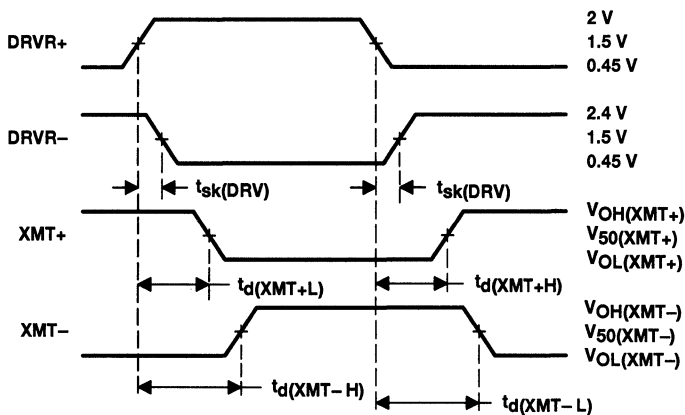 DRVR+
2 V
1.5 V
0.45 V
DRVR–
2.4 V
1.5 V
0.45 V
tsk(DRV)
tsk(DRV)
XMT+
VOH(XMT+)
V50(XMT+)
VOL(XMT+)
td(XMT+L)
td(XMT+H)
XMT–
VOH(XMT–)
V50(XMT–)
VOL(XMT–)
td(XMT–H)
td(XMT–L)